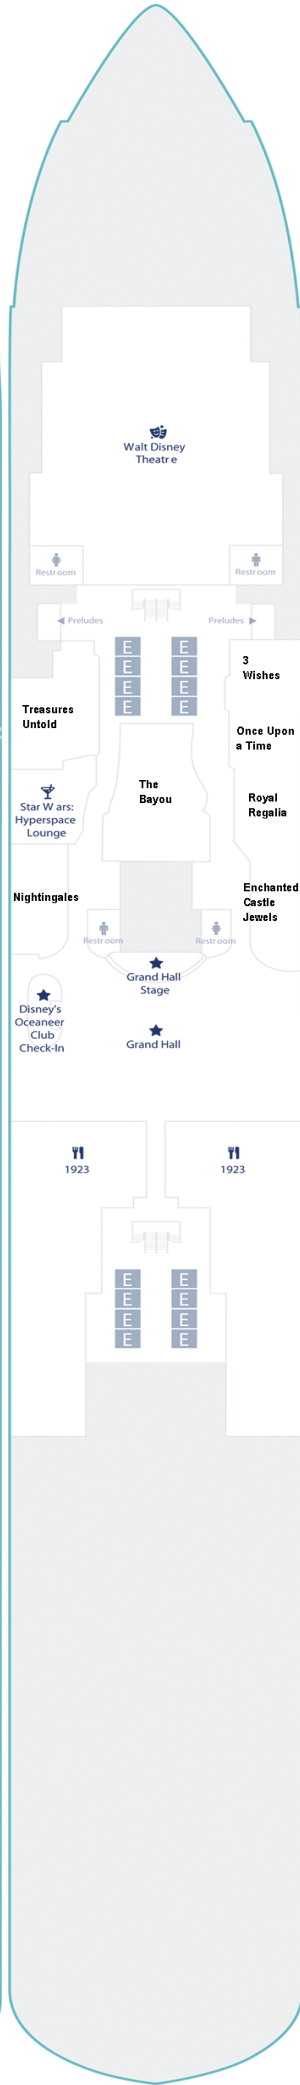 Walt Disney
Theatre
Restroom
Restroom
Preludes
Preludes
E E
E E
E E
E E
3
Wishes
Treasures
Untold
Once Upon
a Time
The
Bayou
Star Wars:
Hyperspace
Lounge
Royal
Regalia
Nightingales
Enchanted
Castle
Jewels
Restroom
Restroom
Grand Hall
Stage
Disney's
Oceaneer
Club
Check-In
Grand Hall
1923
1923
E E
E E
E E
E E